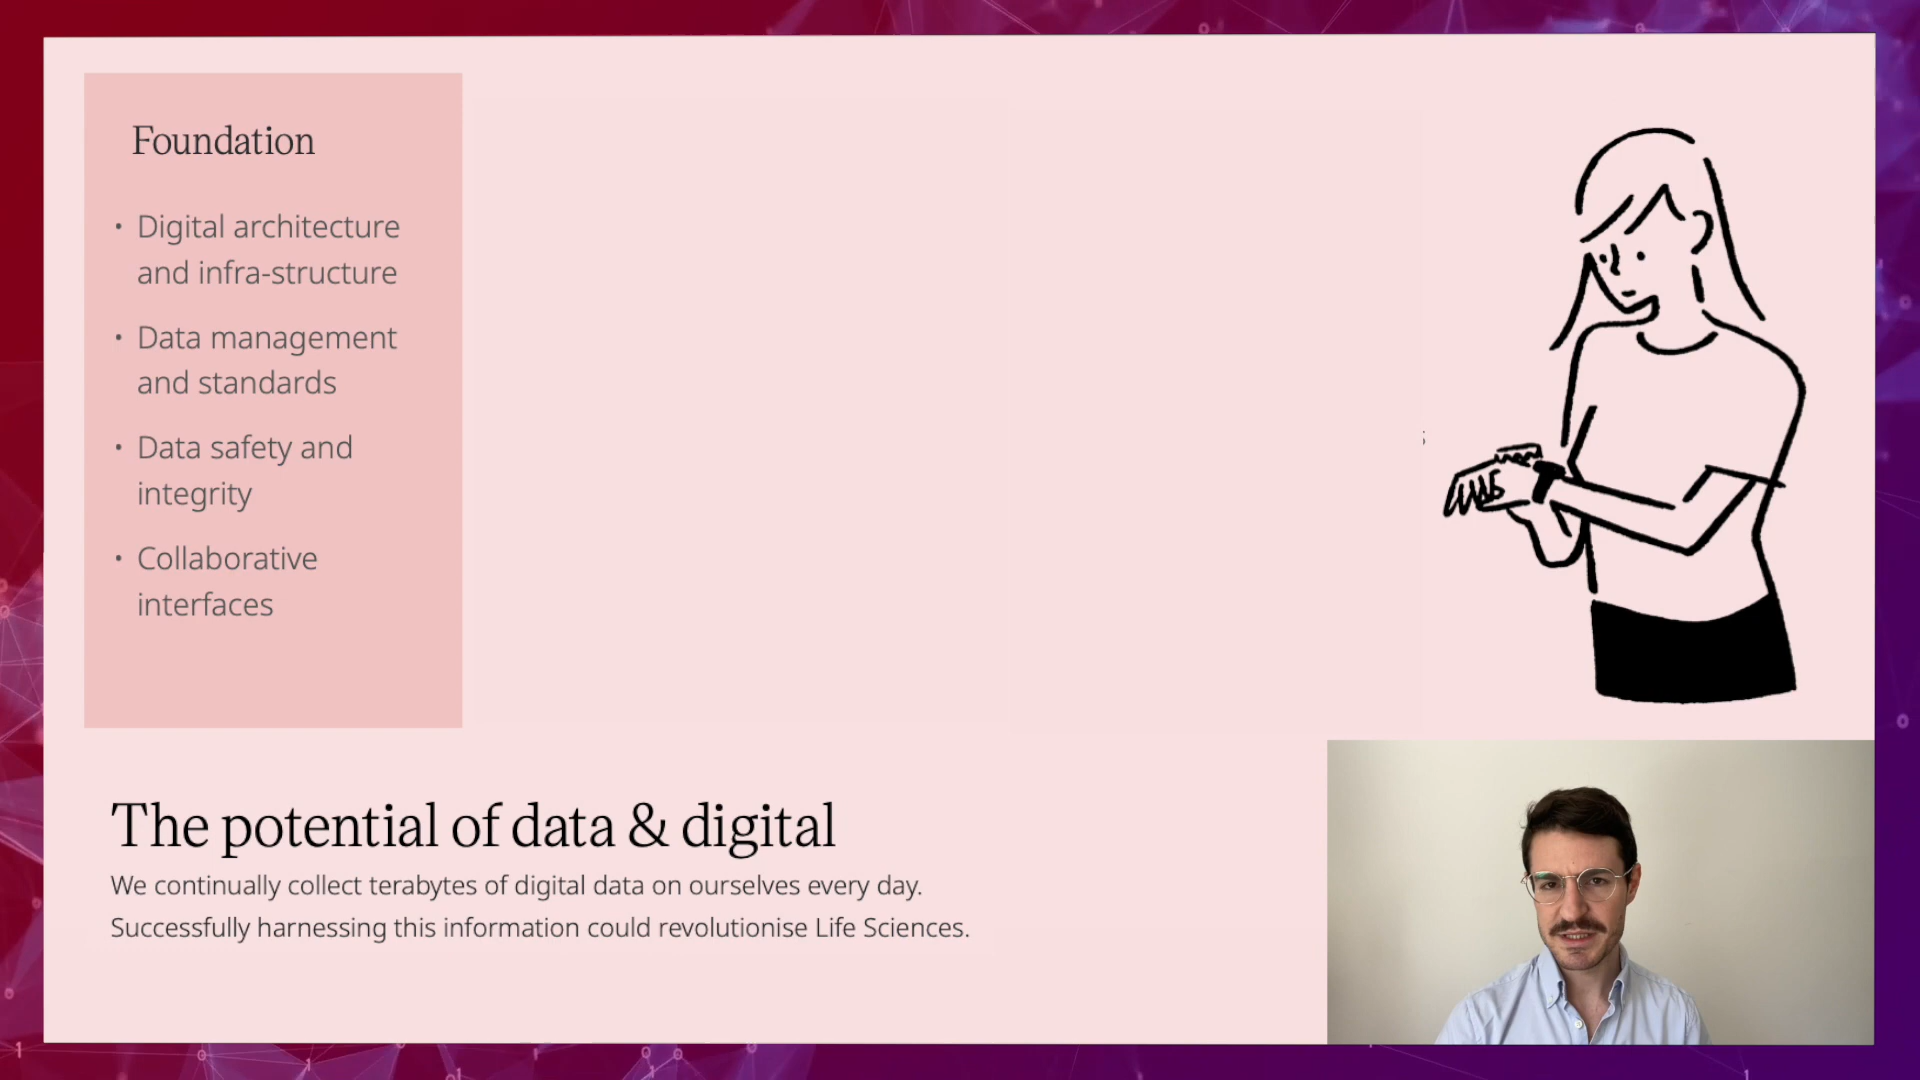 Foundation
• Digital architecture
and infra-structure
• Data management
and standards
• Data safety and
integrity
• Collaborative
interfaces
The potential of data & digital
We continually collect terabytes of digital data on ourselves every day.
Successfully harnessing this information could revolutionise Life Sciences.